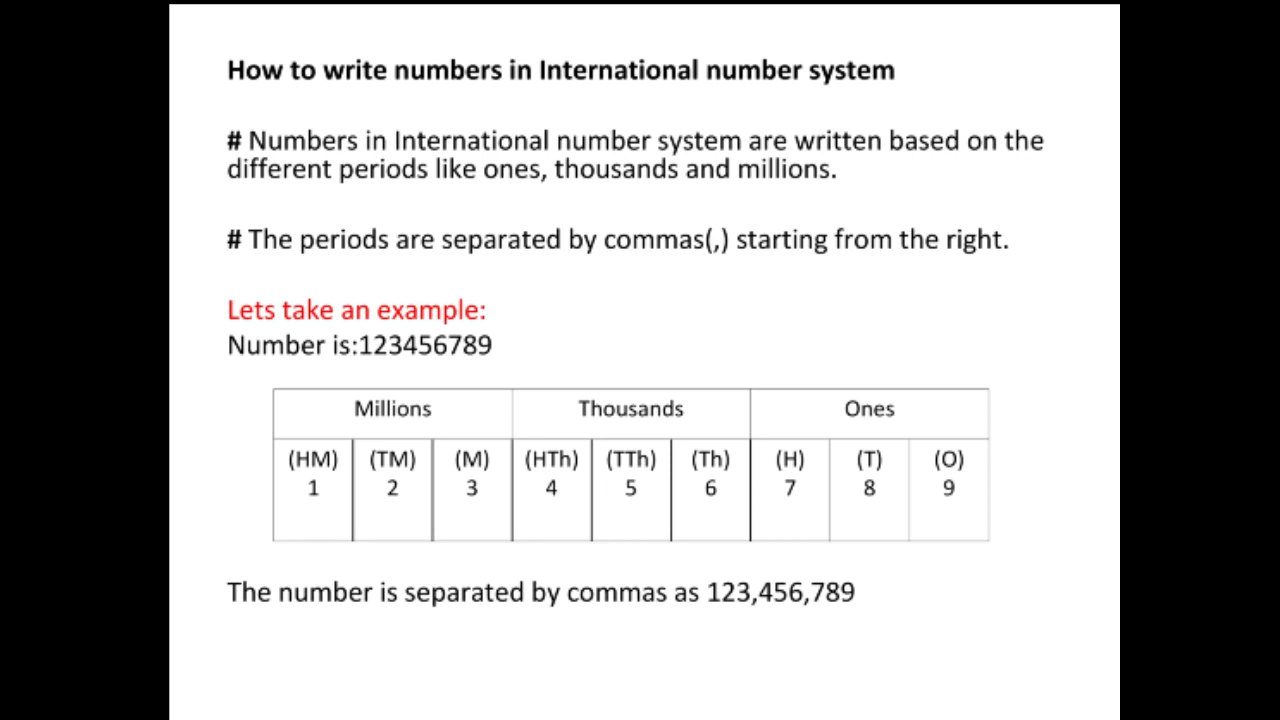 How to write numbers in International number system
# Numbers in International number system are written based on the
different periods like ones, thousands and millions.
# The periods are separated by commas(,) starting from the right.
Lets take an example:
Number is:123456789
Millions Thousands Ones
(HM) (TM) (M) (HTh) (TTh) (Th) (H) (T) (O)
1 2 3 4 5 6 7 8 9
The number is separated by commas as 123,456,789